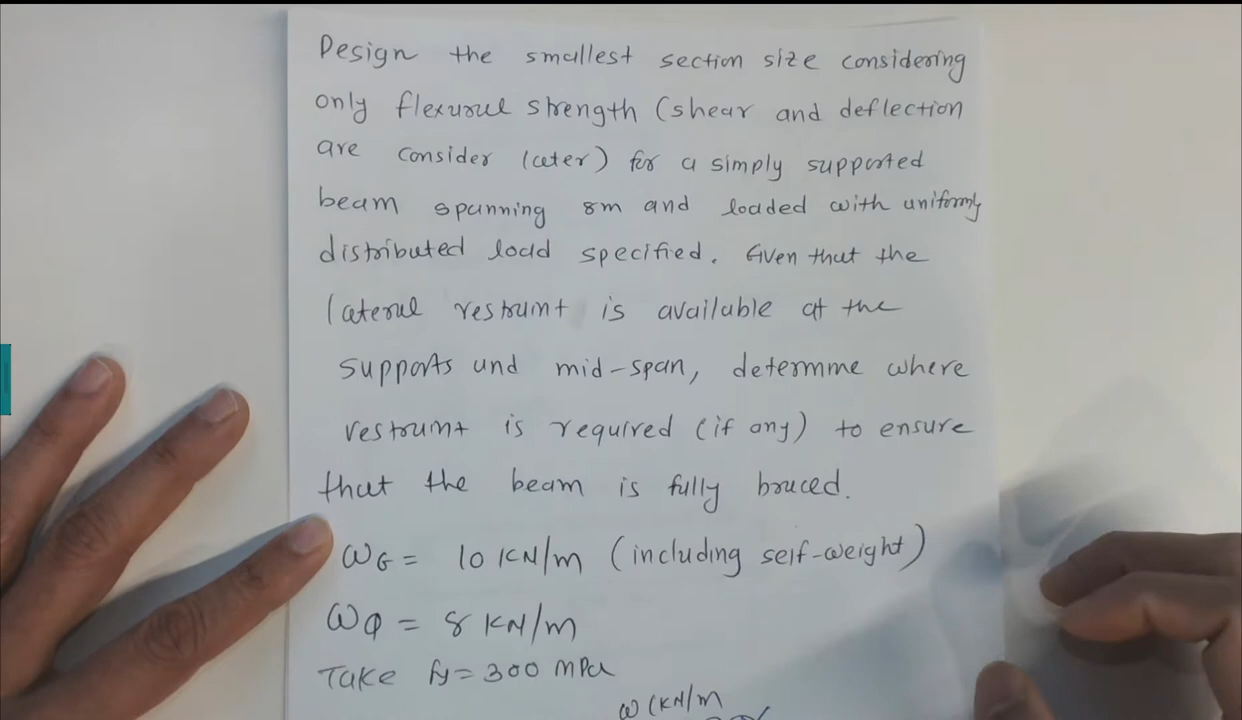 Design the smallest section size considering
only flexural strength (shear and deflection
are consider later) for a simply supported
beam spanning 8m and loaded with uniformly
distributed load specified. Given that the
lateral restraint is available at the
supports and mid-span, determine where
restraint is required (if any) to ensure
that the beam is fully braced.
ωG = 10 KN/m (including self-weight)
ωQ = 8 KN/m
Take fy = 300 MPa
ω (KN/m